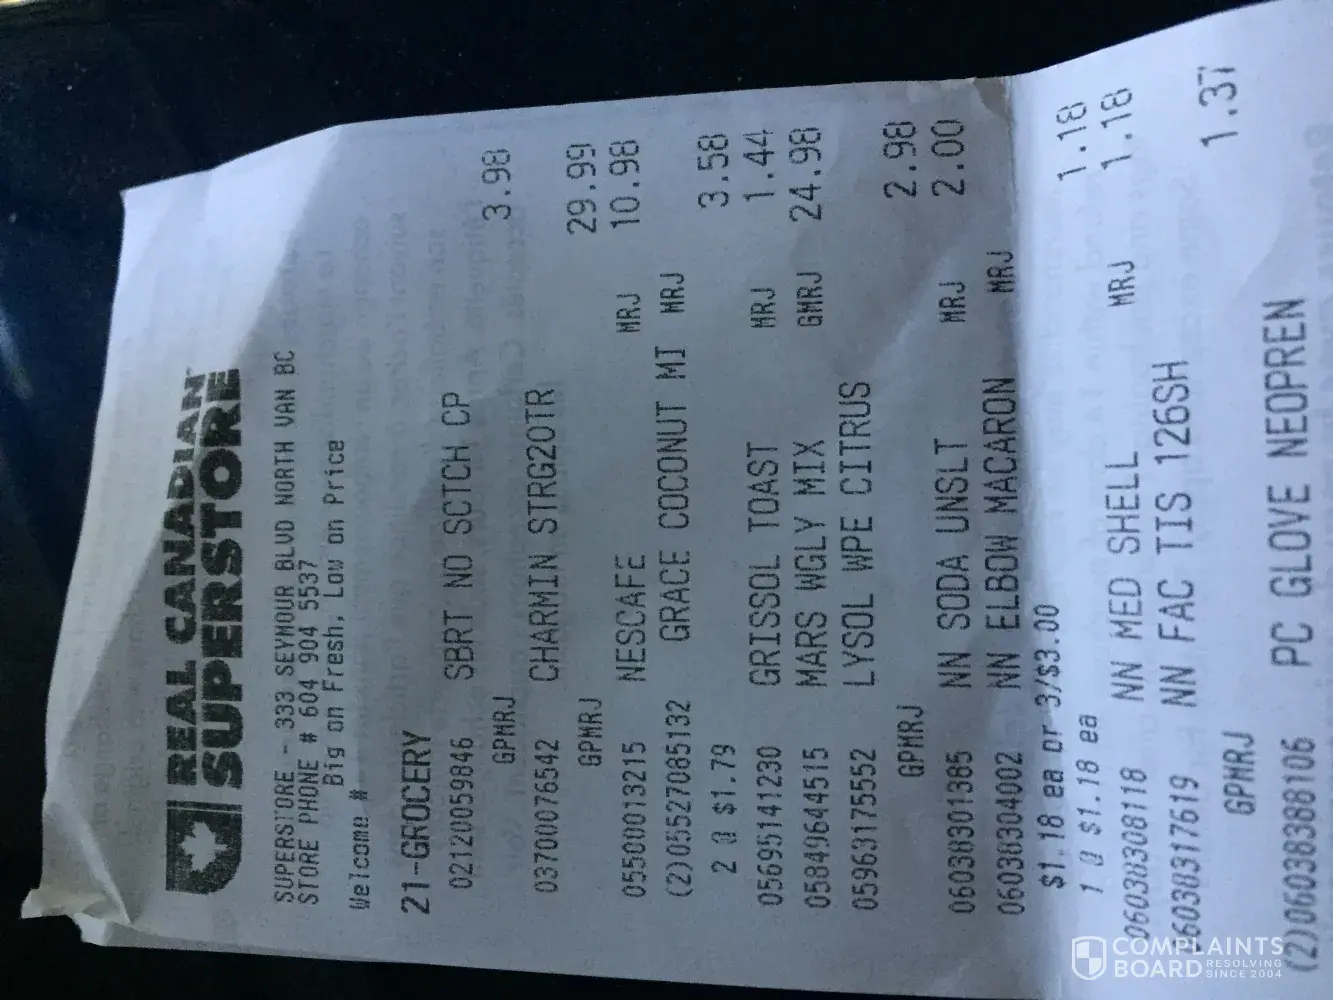 REAL CANADIAN
SUPERSTORE
SUPERSTORE - 333 SEYMOUR BLVD NORTH VAN BC
STORE PHONE # 604 904 5537
Big on Fresh, Low on Price
Welcome #
21-GROCERY
02120059846 SBRT NO SCTCH CP
GPMRJ 3.98
03700076542 CHARMIN STRG20TR
GPMRJ 29.99
05500013215 NESCAFE MRJ 10.98
(2)05527085132 GRACE COCONUT MI MRJ
2 @ $1.79 3.58
05695141230 GRISSOL TOAST MRJ 1.44
05849644515 MARS WGLY MIX GMRJ 24.98
05963175552 LYSOL WPE CITRUS
GPMRJ 2.98
06038301385 NN SODA UNSLT MRJ 2.00
06038304002 NN ELBOW MACARON MRJ
$1.18 ea or 3/$3.00
1 @ $1.18 ea 1.18
06038308118 NN MED SHELL MRJ 1.18
06038317619 NN FAC TIS 126SH
GPMRJ 1.37
(2)06038388106 PC GLOVE NEOPREN
COMPLAINTS
BOARD RESOLVING
SINCE 2004